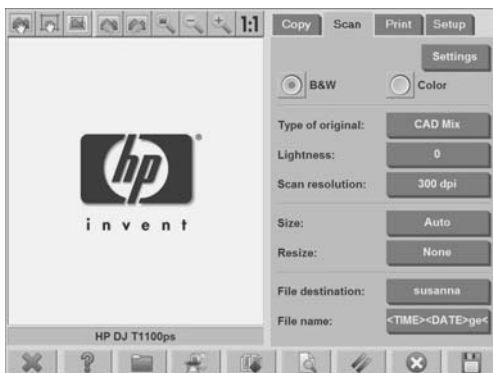 1:1
Copy Scan Print Setup
Settings
B&W Color
Type of original: CAD Mix
Lightness: 0
Scan resolution: 300 dpi
Size: Auto
Resize: None
File destination: susanna
File name: <TIME><DATE>ge<
hp
invent
HP DJ T1100ps
?